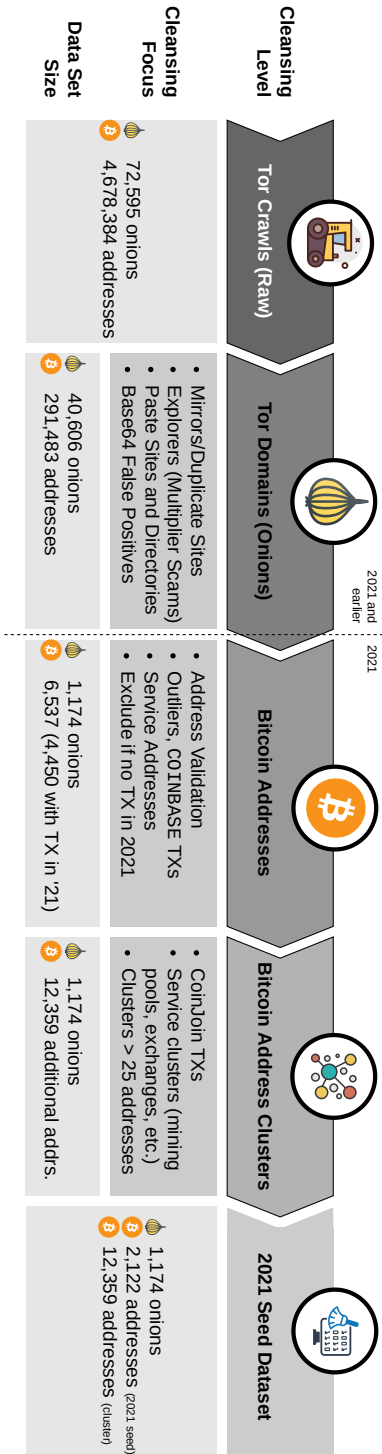 Cleansing
Level
Cleansing
Focus
Data Set
Size
Tor Crawls (Raw)
72,595 onions
4,678,384 addresses
Tor Domains (Onions)
• Mirrors/Duplicate Sites
• Explorers (Multiplier Scams)
• Paste Sites and Directories
• Base64 False Positives
40,606 onions
291,483 addresses
2021 and
earlier
2021
Bitcoin Addresses
• Address Validation
• Outliers, COINBASE TXs
• Service Addresses
• Exclude if no TX in 2021
1,174 onions
6,537 (4,450 with TX in '21)
Bitcoin Address Clusters
• CoinJoin TXs
• Service clusters (mining
pools, exchanges, etc.)
• Clusters > 25 addresses
1,174 onions
12,359 additional addrs.
2021 Seed Dataset
1001
0011
1110
1,174 onions
2,122 addresses (2021 seed)
12,359 addresses (cluster)